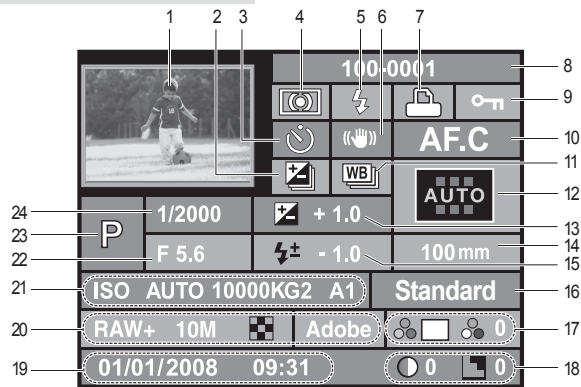 1 2 3 4 5 6 7
100-0001 8
9
AF.C 10
WB 11
AUTO 12
24 1/2000 + 1.0 13
23 P
22 F 5.6 - 1.0 100 mm 14
15
21 ISO AUTO 10000KG2 A1 Standard 16
20 RAW+ 10M Adobe 0 17
19 01/01/2008 09:31 0 0 18